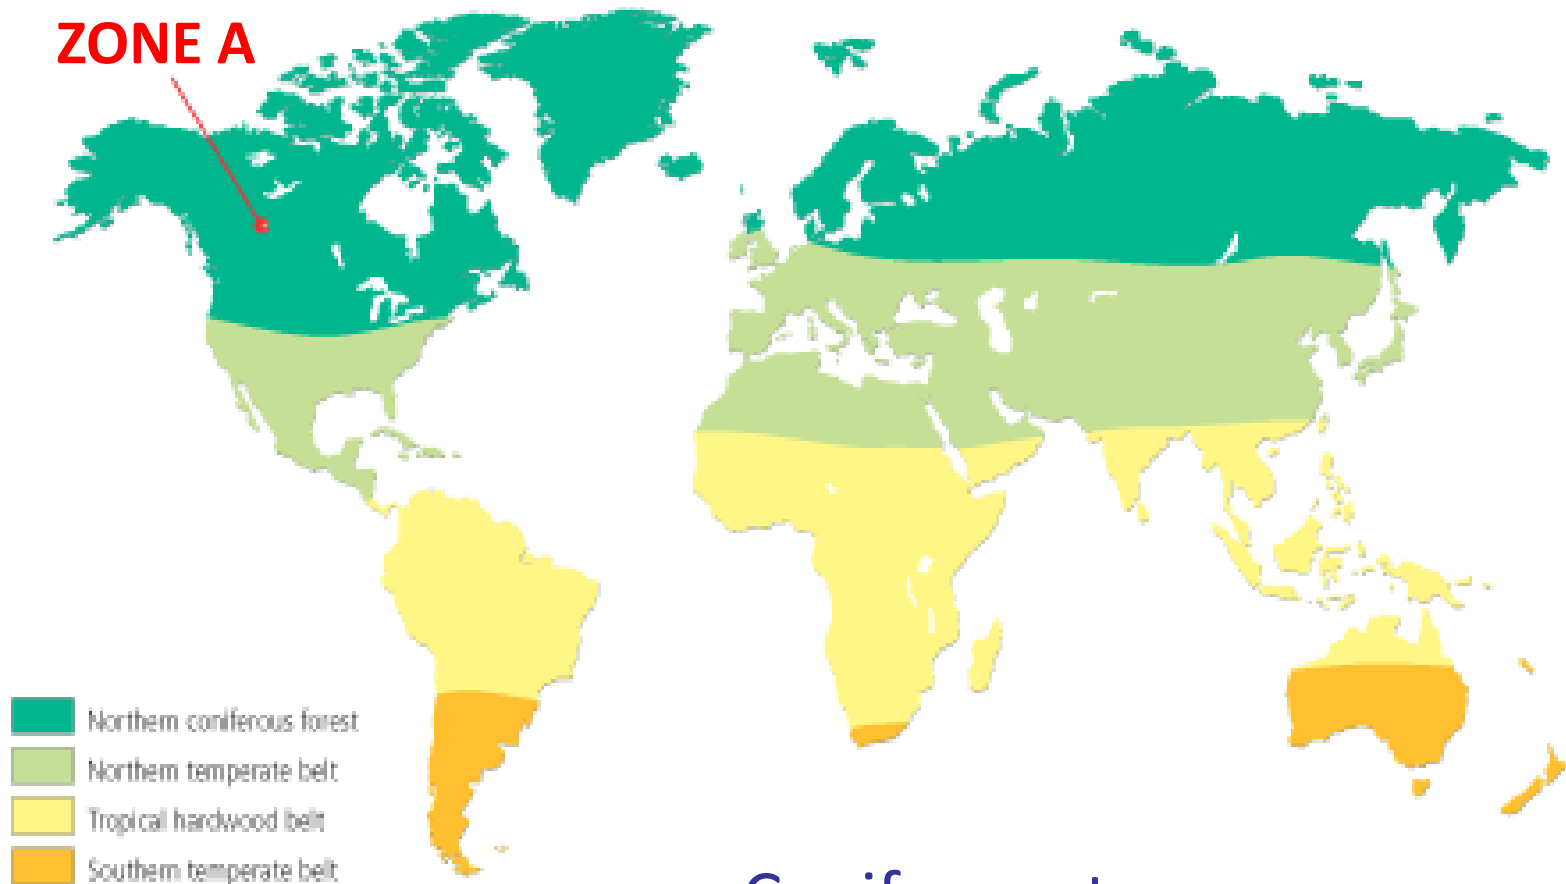 ZONE A
Northern coniferous forest
Northern temperate belt
Tropical hardwood belt
Southern temperate belt